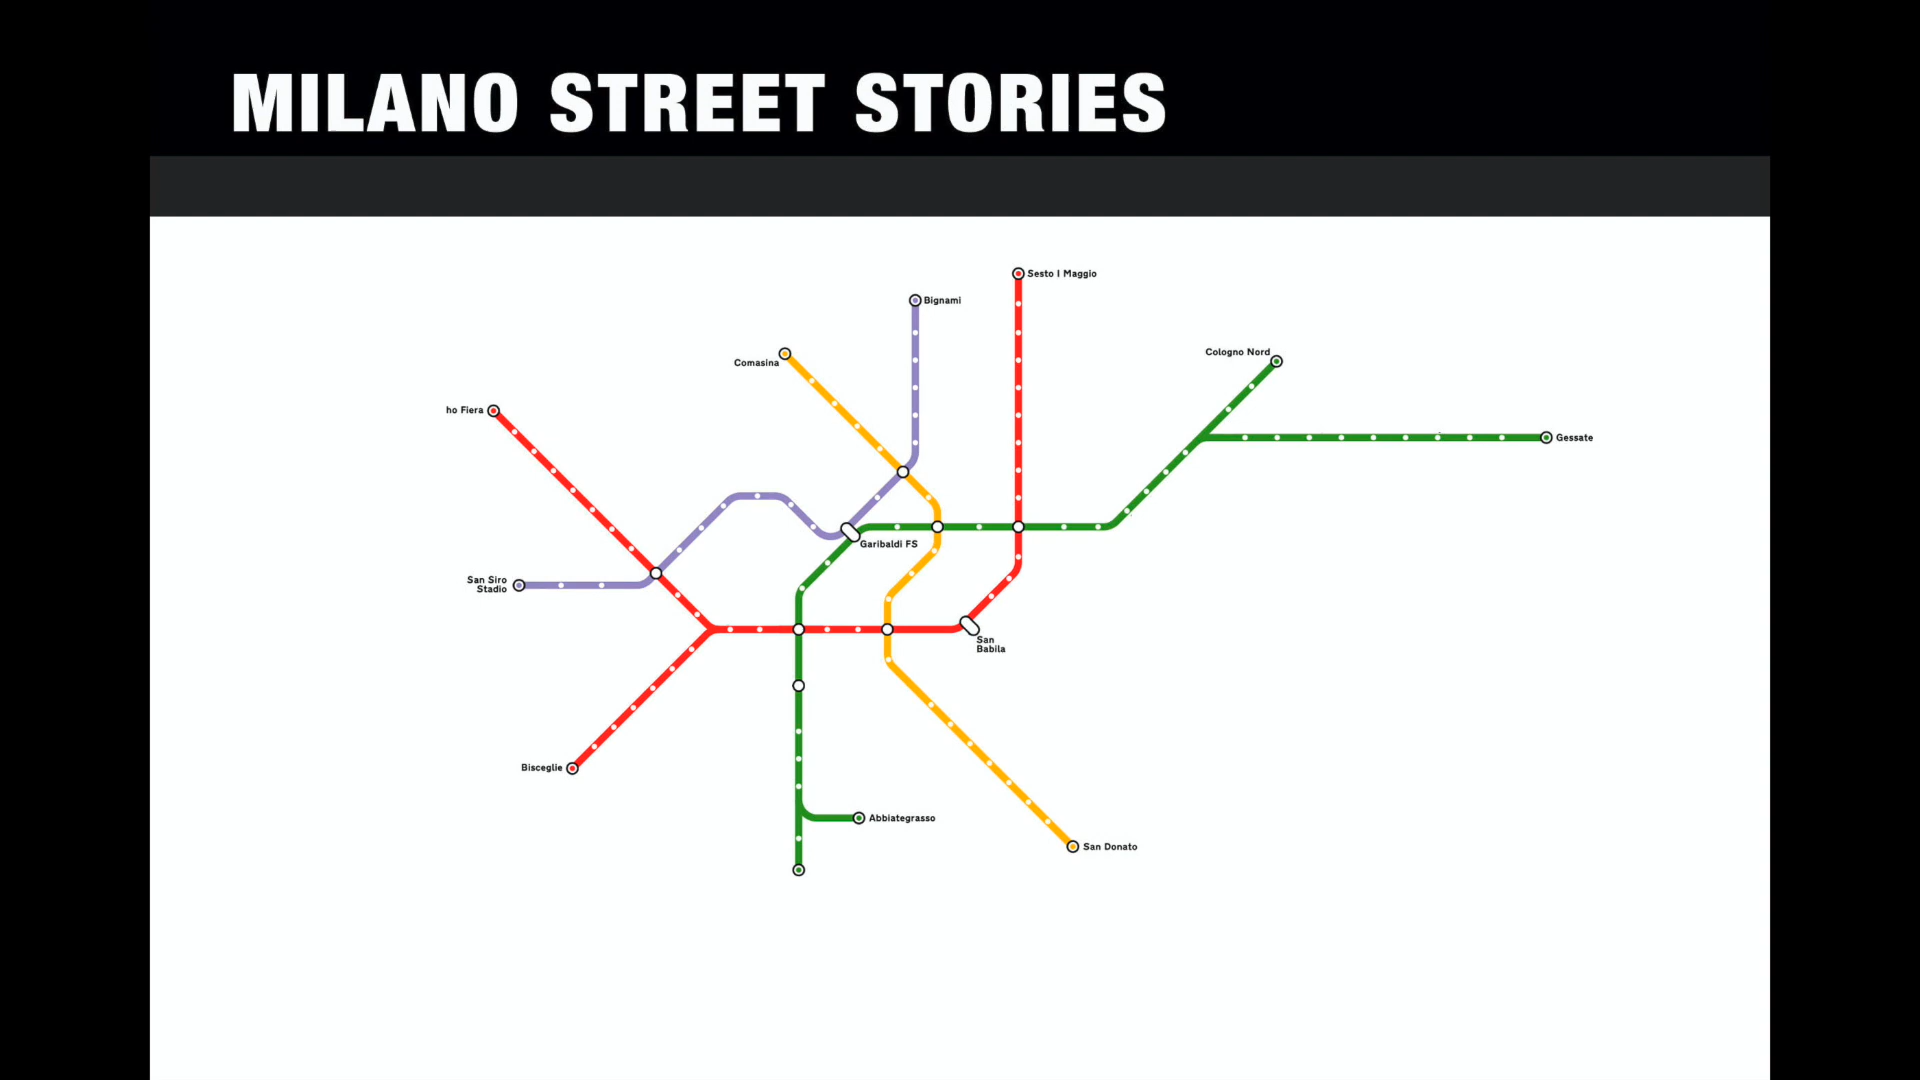 MILANO STREET STORIES
Sesto I Maggio
Bignami
Cologno Nord
Comasina
ho Fiera
Gessate
Garibaldi FS
San Siro
Stadio
San
Babila
Bisceglie
Abbiategrasso
San Donato